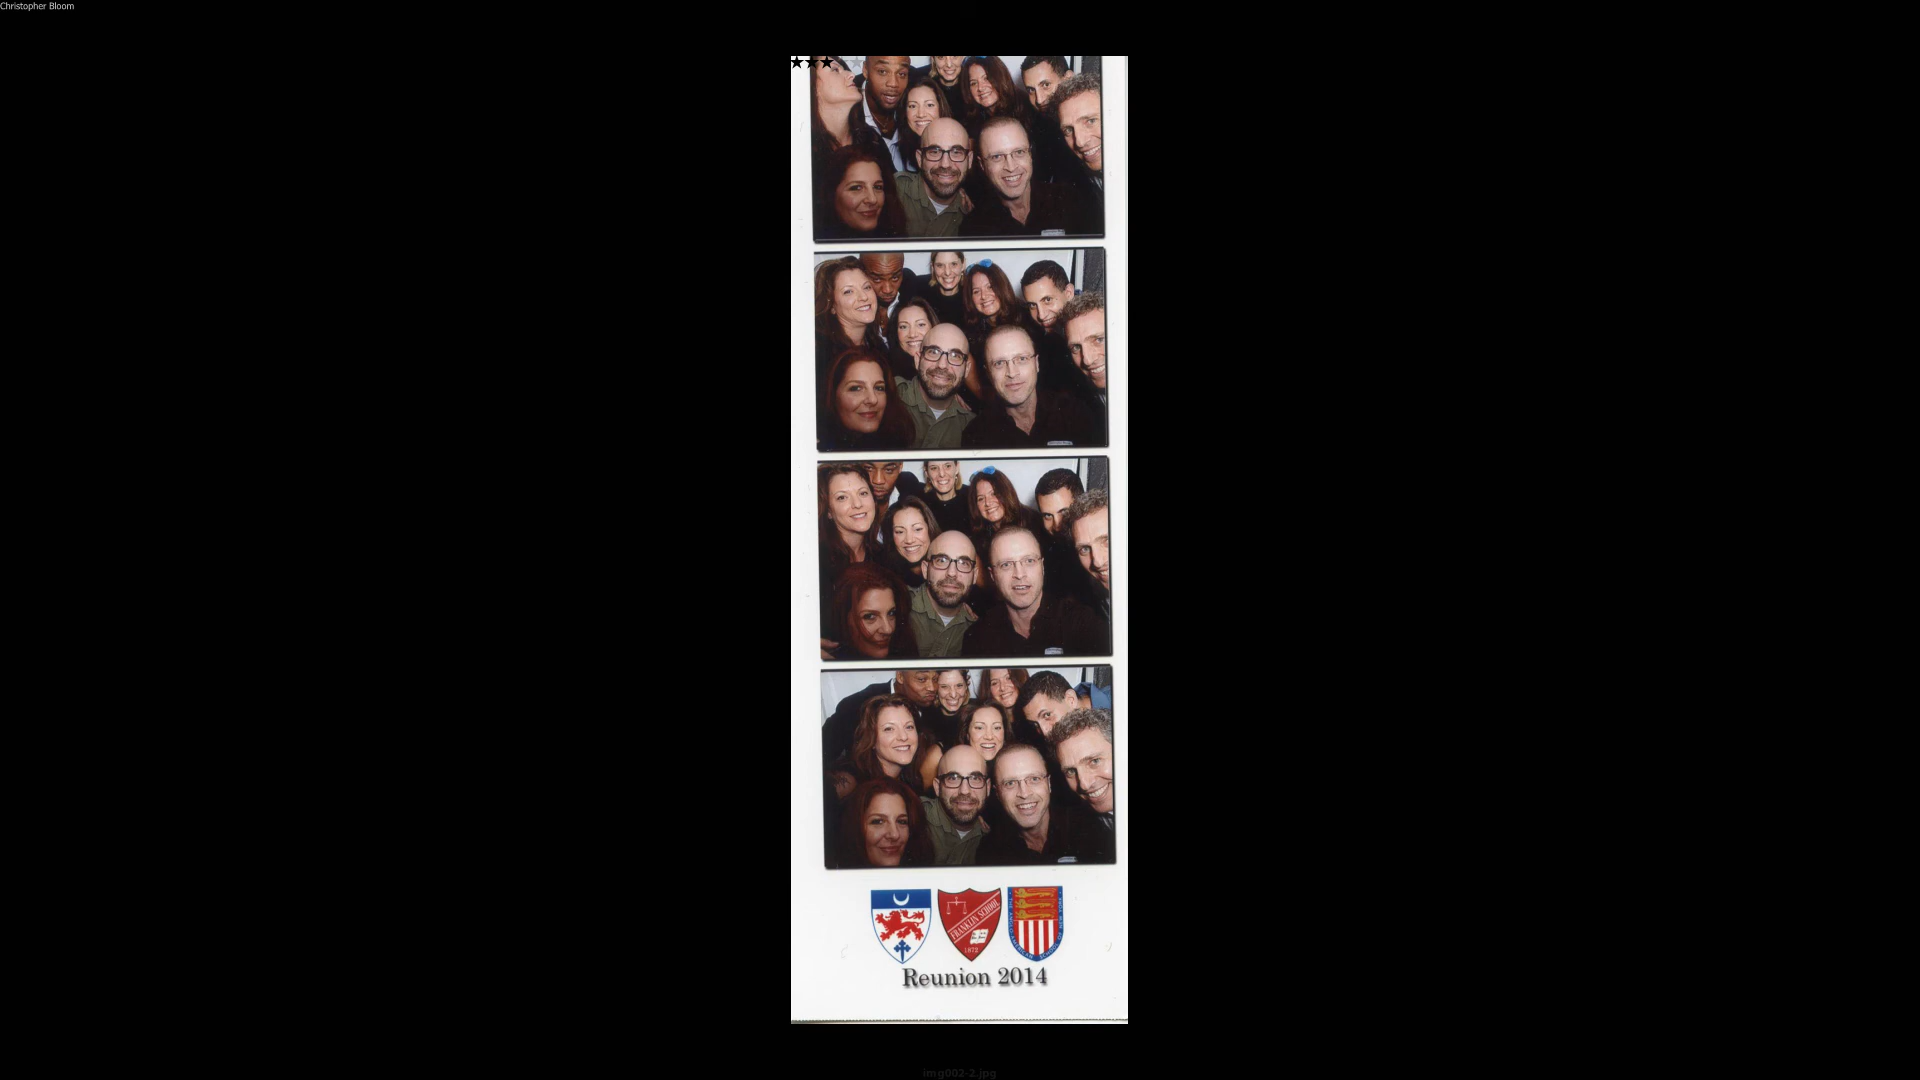 Christopher Bloom
FRANKLIN SCHOOL
1872
Reunion 2014
img002-2.jpg